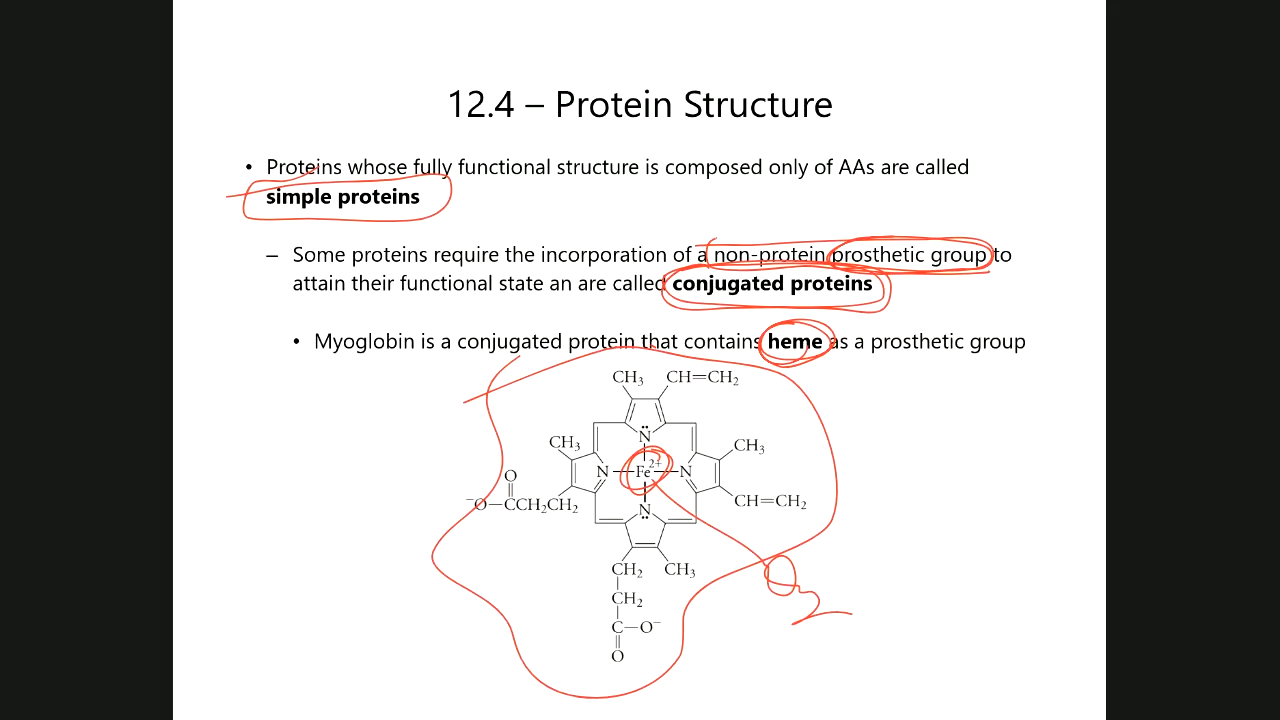 12.4 – Protein Structure
• Proteins whose fully functional structure is composed only of AAs are called
simple proteins
– Some proteins require the incorporation of a non-protein prosthetic group to
attain their functional state an are called conjugated proteins
• Myoglobin is a conjugated protein that contains heme as a prosthetic group
CH₃ CH=CH₂
N
CH₃ CH₃
N Fe²⁺ N
O
⁻O—CCH₂CH₂ CH=CH₂
N
CH₂ CH₃
O₂
CH₂
C—O⁻
O